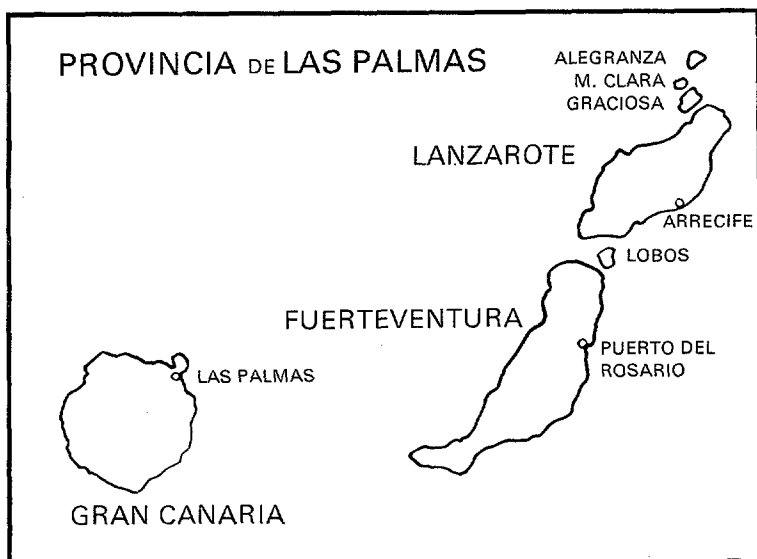 PROVINCIA DE LAS PALMAS
ALEGRANZA
M. CLARA
GRACIOSA
LANZAROTE
ARRECIFE
LOBOS
FUERTEVENTURA
PUERTO DEL
ROSARIO
LAS PALMAS
GRAN CANARIA